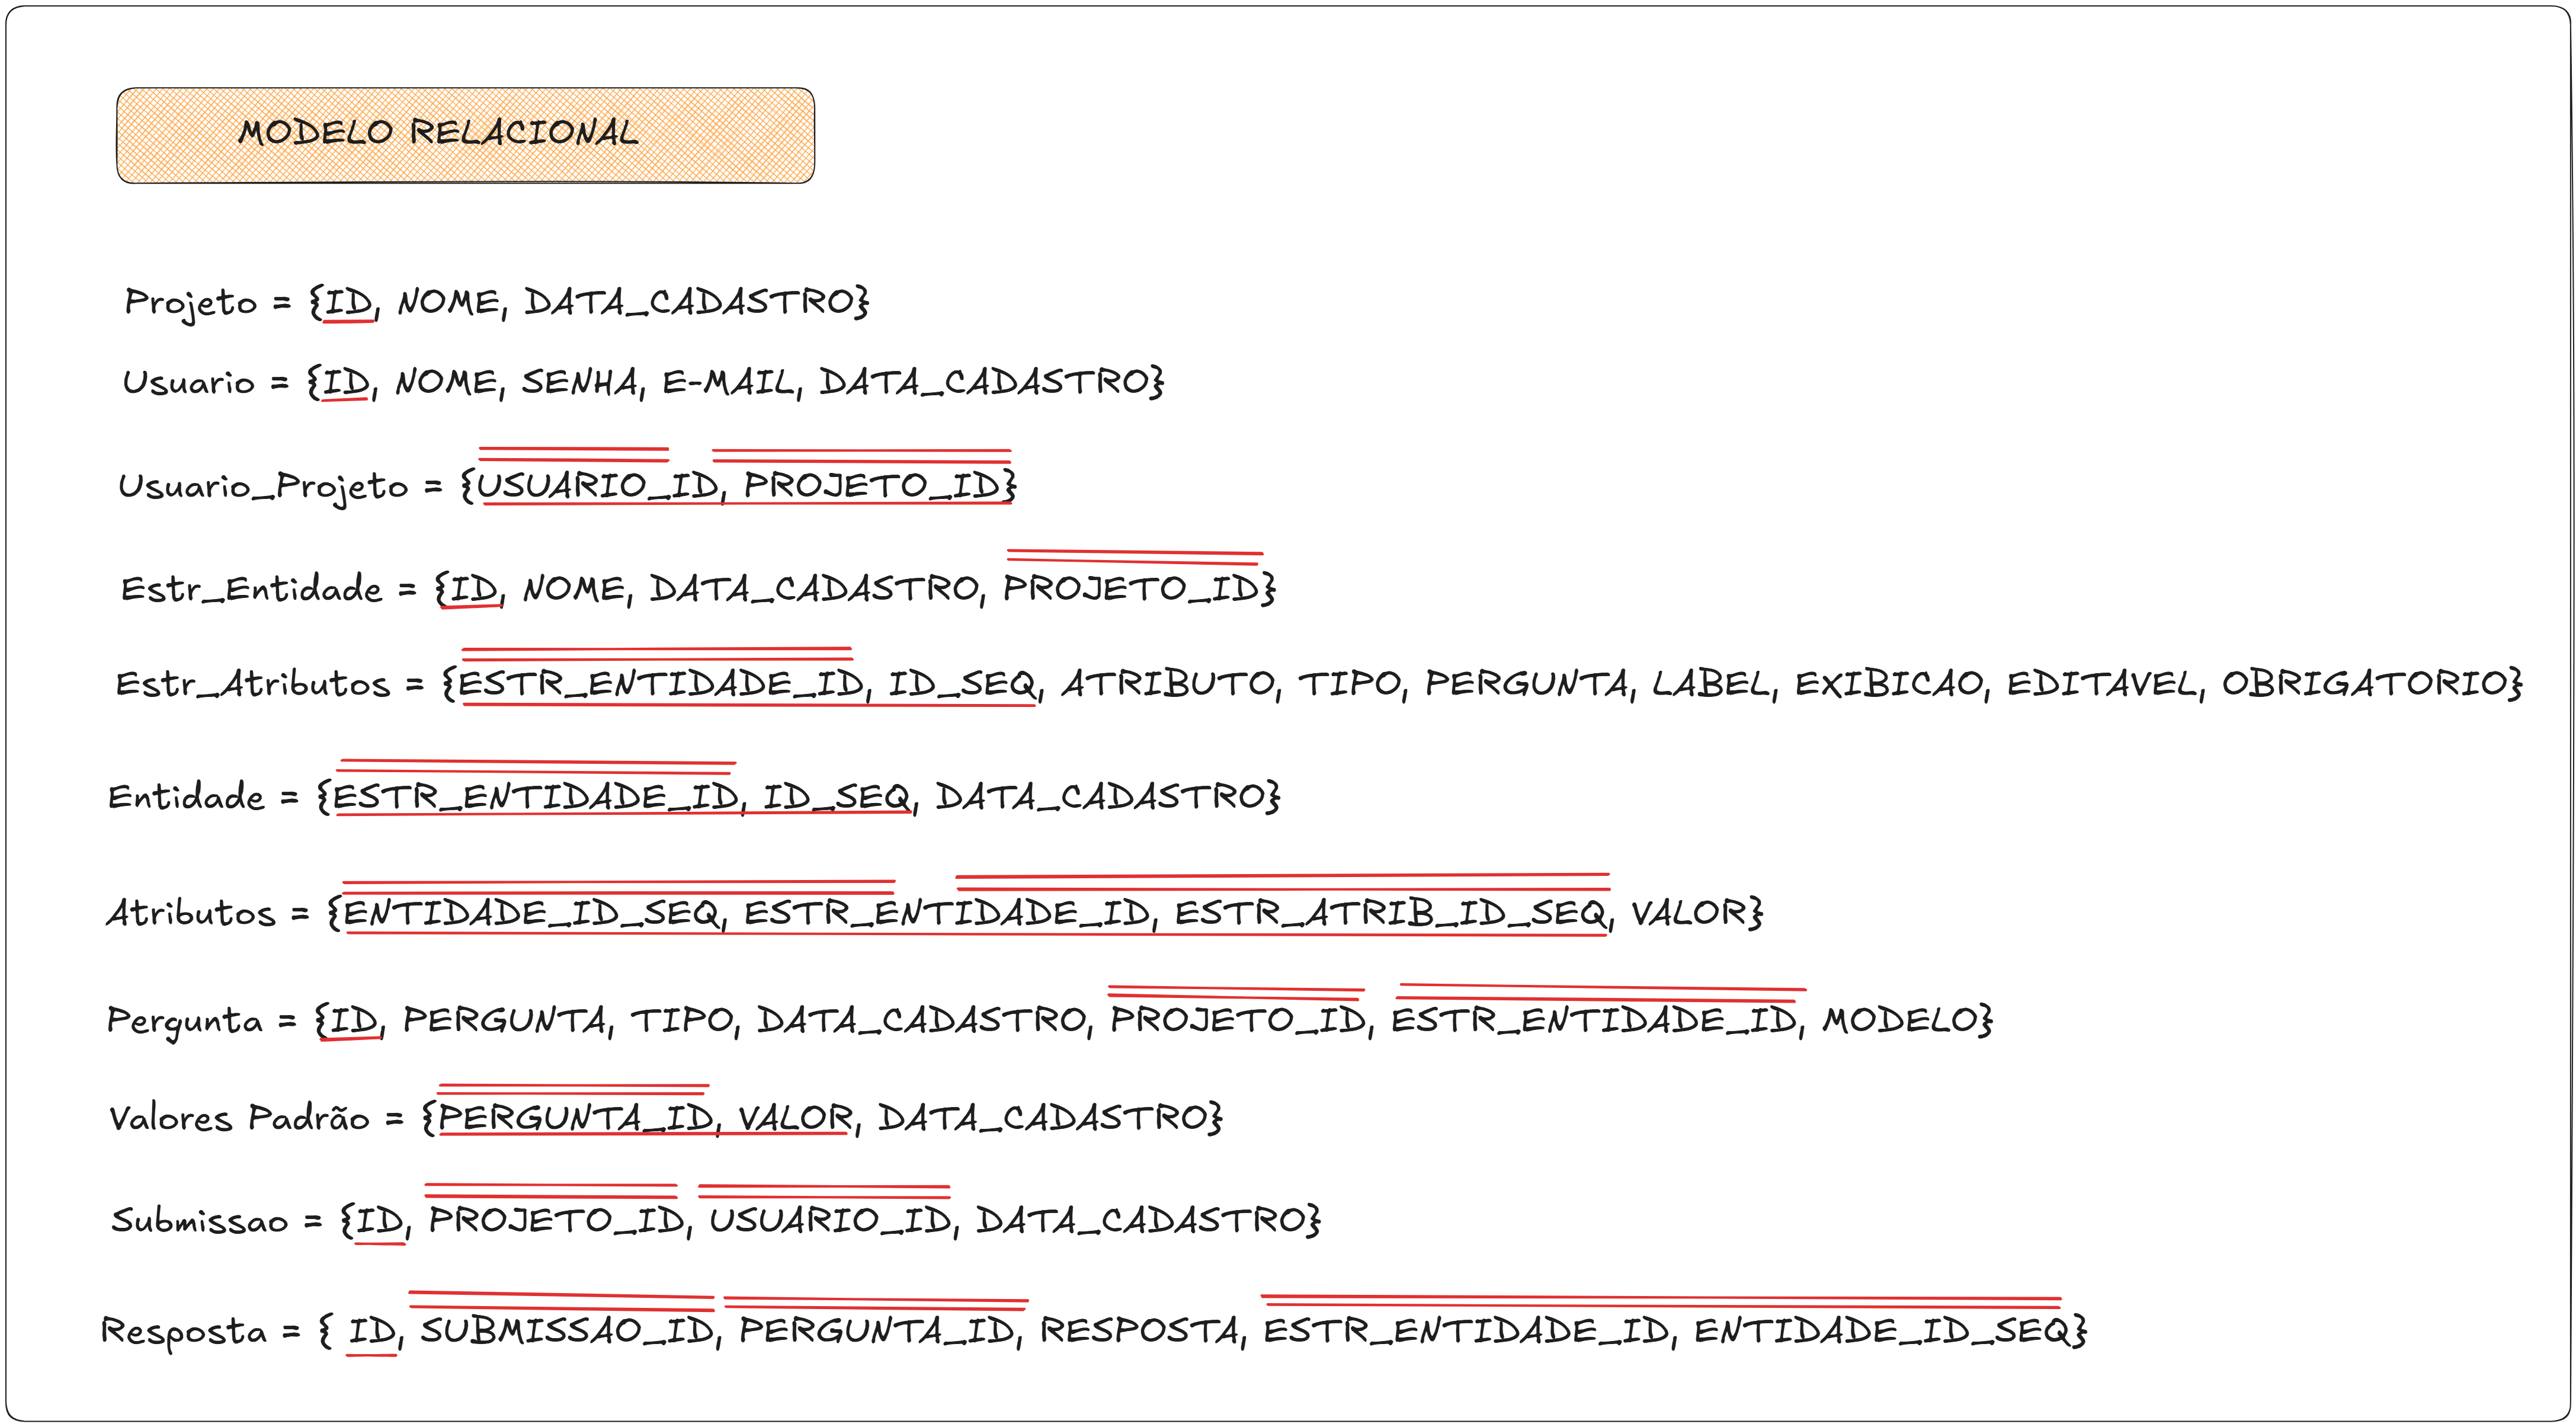 MODELO RELACIONAL
Projeto = {ID, NOME, DATA_CADASTRO}
Usuario = {ID, NOME, SENHA, E-MAIL, DATA_CADASTRO}
Usuario_Projeto = {USUARIO_ID, PROJETO_ID}
Estr_Entidade = {ID, NOME, DATA_CADASTRO, PROJETO_ID}
Estr_Atributos = {ESTR_ENTIDADE_ID, ID_SEQ, ATRIBUTO, TIPO, PERGUNTA, LABEL, EXIBICAO, EDITAVEL, OBRIGATORIO}
Entidade = {ESTR_ENTIDADE_ID, ID_SEQ, DATA_CADASTRO}
Atributos = {ENTIDADE_ID_SEQ, ESTR_ENTIDADE_ID, ESTR_ATRIB_ID_SEQ, VALOR}
Pergunta = {ID, PERGUNTA, TIPO, DATA_CADASTRO, PROJETO_ID, ESTR_ENTIDADE_ID, MODELO}
Valores Padrão = {PERGUNTA_ID, VALOR, DATA_CADASTRO}
Submissao = {ID, PROJETO_ID, USUARIO_ID, DATA_CADASTRO}
Resposta = { ID, SUBMISSAO_ID, PERGUNTA_ID, RESPOSTA, ESTR_ENTIDADE_ID, ENTIDADE_ID_SEQ}